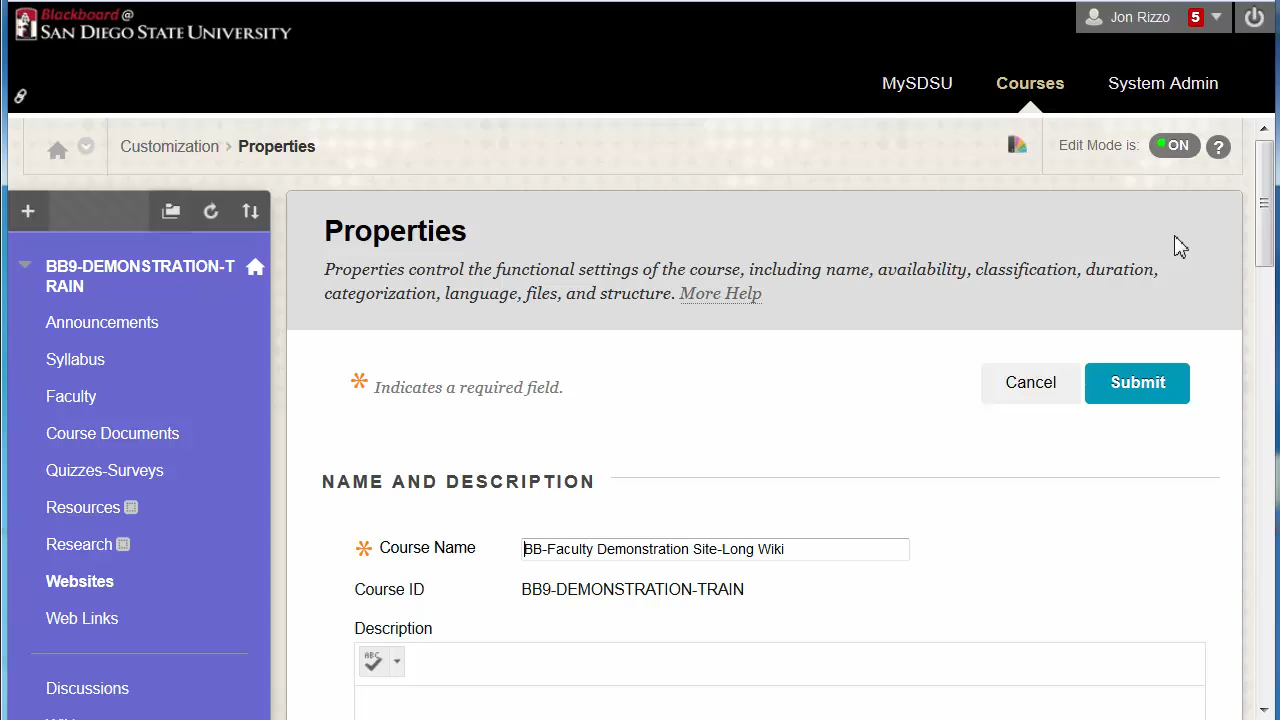 Blackboard @
SAN DIEGO STATE UNIVERSITY
Jon Rizzo 5
MySDSU Courses System Admin
Customization > Properties
Edit Mode is: ON ?
BB9-DEMONSTRATION-T
RAIN
Announcements
Syllabus
Faculty
Course Documents
Quizzes-Surveys
Resources
Research
Websites
Web Links
Discussions
Properties
Properties control the functional settings of the course, including name, availability, classification, duration,
categorization, language, files, and structure. More Help
* Indicates a required field.
Cancel Submit
NAME AND DESCRIPTION
* Course Name BB-Faculty Demonstration Site-Long Wiki
Course ID BB9-DEMONSTRATION-TRAIN
Description
ABC